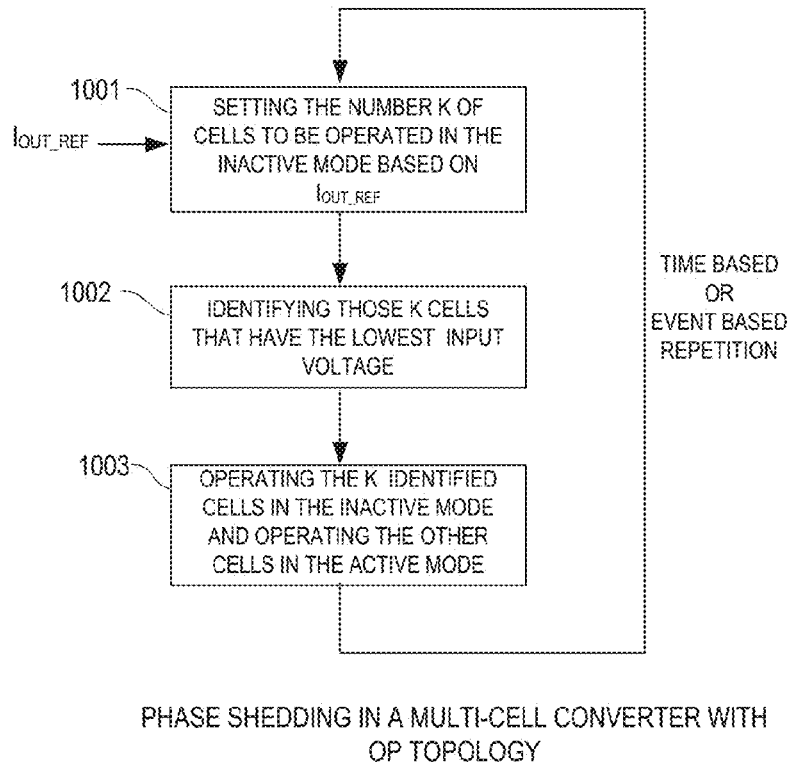 1001
SETTING THE NUMBER K OF
CELLS TO BE OPERATED IN THE
INACTIVE MODE BASED ON
IOUT_REF
IOUT_REF
1002
IDENTIFYING THOSE K CELLS
THAT HAVE THE LOWEST INPUT
VOLTAGE
TIME BASED
OR
EVENT BASED
REPETITION
1003
OPERATING THE K IDENTIFIED
CELLS IN THE INACTIVE MODE
AND OPERATING THE OTHER
CELLS IN THE ACTIVE MODE
PHASE SHEDDING IN A MULTI-CELL CONVERTER WITH
OP TOPOLOGY